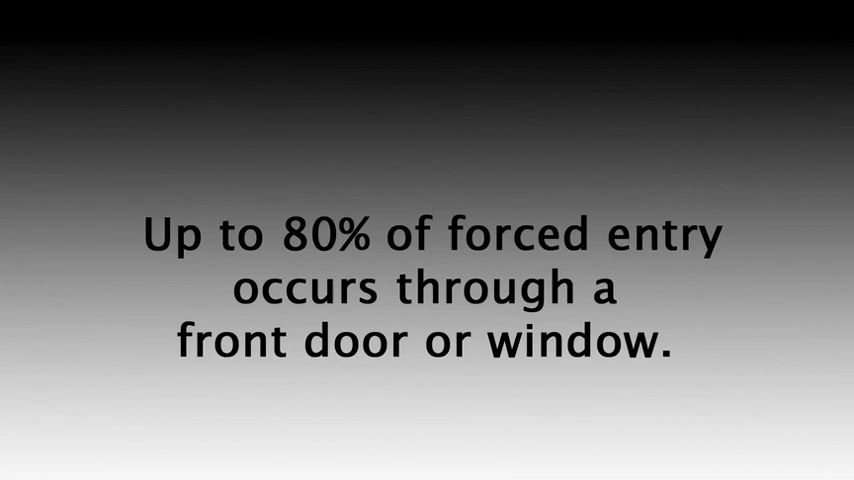 Up to 80% of forced entry
occurs through a
front door or window.